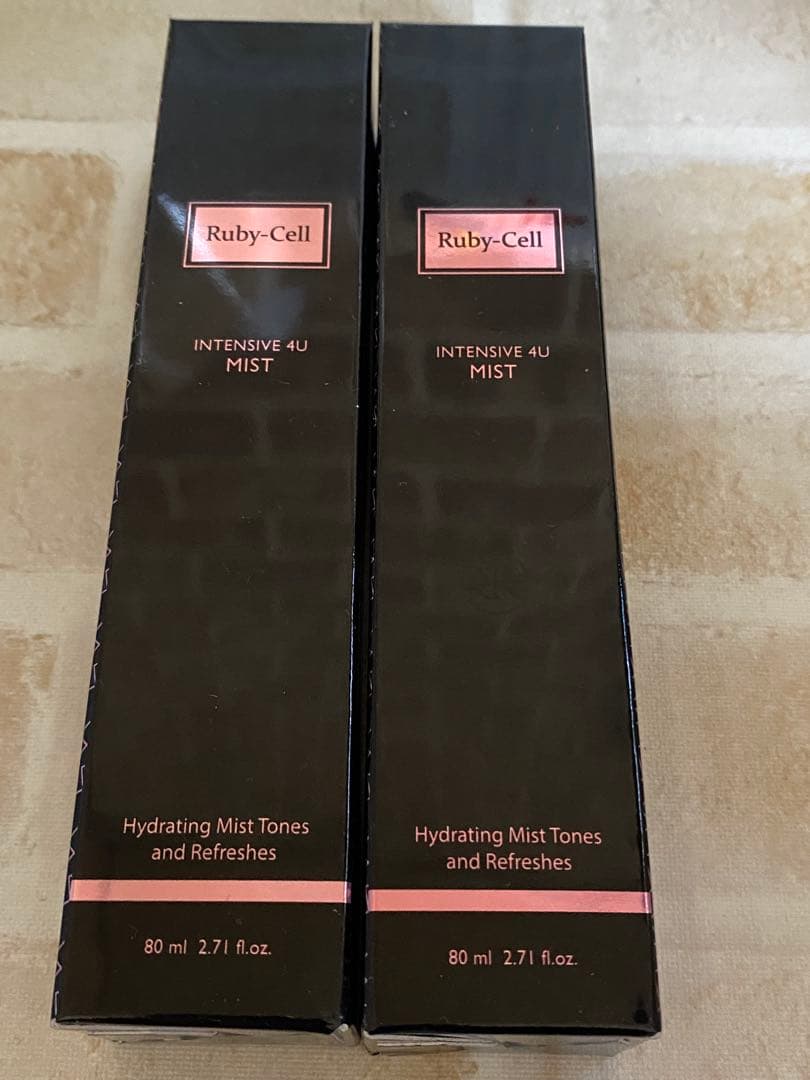 Ruby-Cell
INTENSIVE 4U
MIST
Hydrating Mist Tones
and Refreshes
80 ml 2.71 fl.oz.
Ruby-Cell
INTENSIVE 4U
MIST
Hydrating Mist Tones
and Refreshes
80 ml 2.71 fl.oz.